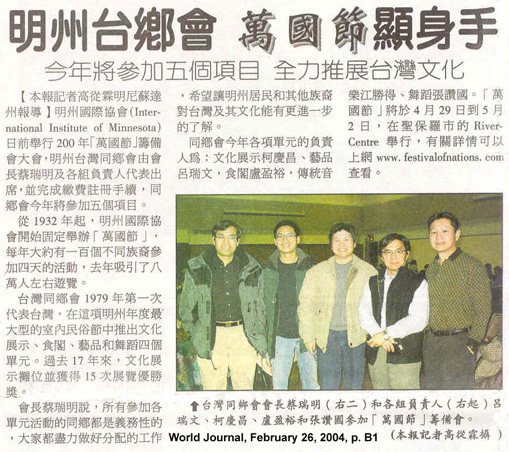 明州台鄉會 萬國節顯身手
今年將參加五個項目 全力推展台灣文化
【本報記者高從霖明尼蘇達
州報導】明州國際協會(Inter-
national Institute of Minnesota)
日前舉行200年「萬國節」籌備
會大會,明州台灣同鄉會由會
長蔡瑞明及各組負責人代表出
席,並完成繳費註冊手續,同
鄉會今年將參加五個項目。
從1932年起,明州國際協
會開始固定舉辦「萬國節」,
每年大約有一百個不同族裔參
加四天的活動,去年吸引了八
萬人左右遊覽。
台灣同鄉會1979年第一次
代表台灣,在這項明州年度最
大型的室內民俗節中推出文化
展示、食閣、藝品和舞蹈四個
單元。過去17年來,文化展
示攤位並獲得15次展覽優勝
獎。
會長蔡瑞明說,所有參加各
單元活動的同鄉都是義務性的
,大家都盡力做好分配的工作
,希望讓明州居民和其他族裔
對台灣及其文化能有更進一步
的了解。
同鄉會今年各項單元的負責
人為:文化展示柯慶昌、藝品
呂瑞文,食閣盧盈裕,傳統音
樂江勝得、舞蹈張讚國。「萬
國節」將於4月29日到5月
2日,在聖保羅市的River-
Centre舉行,有關詳情可以
上網www.festivalofnations.com
查看。
⬆台灣同鄉會會長蔡瑞明(右二)和各組負責人(右起)呂
瑞文、柯慶昌、盧盈裕和張讚國參加「萬國節」籌備會。
(本報記者高從霖攝)
World Journal, February 26, 2004, p. B1